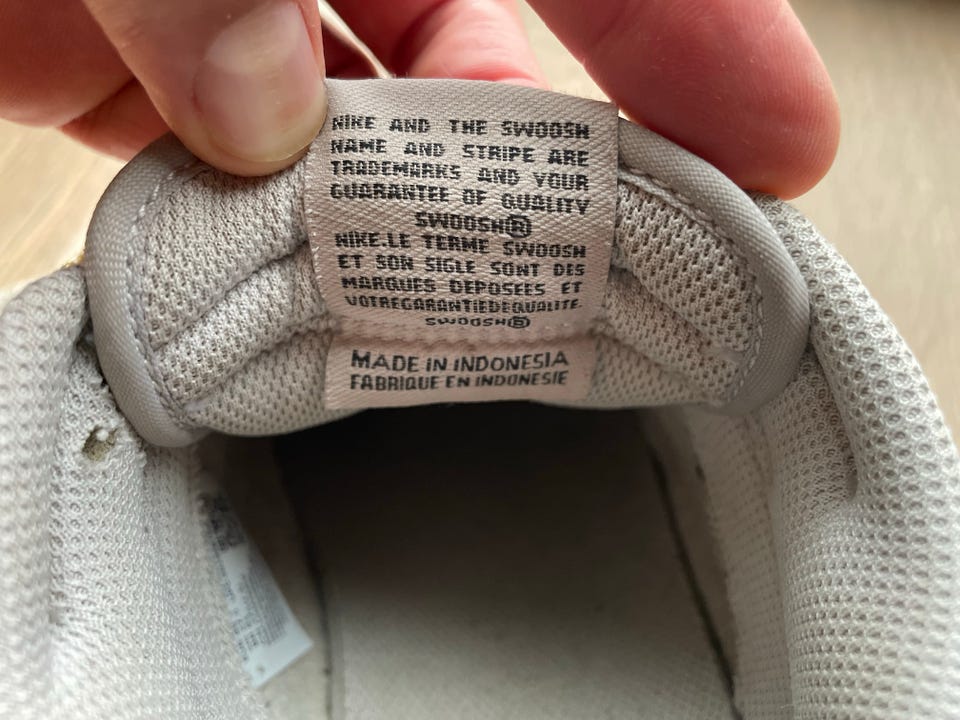 NIKE AND THE SWOOSH
NAME AND STRIPE ARE
TRADEMARKS AND YOUR
GUARANTEE OF QUALITY
SWOOSH®
NIKE.LE TERME SWOOSH
ET SON SIGLE SONT DES
MARQUES DEPOSEES ET
VOTREGARANTIEDEQUALITE.
SWOOSH®
MADE IN INDONESIA
FABRIQUE EN INDONESIE